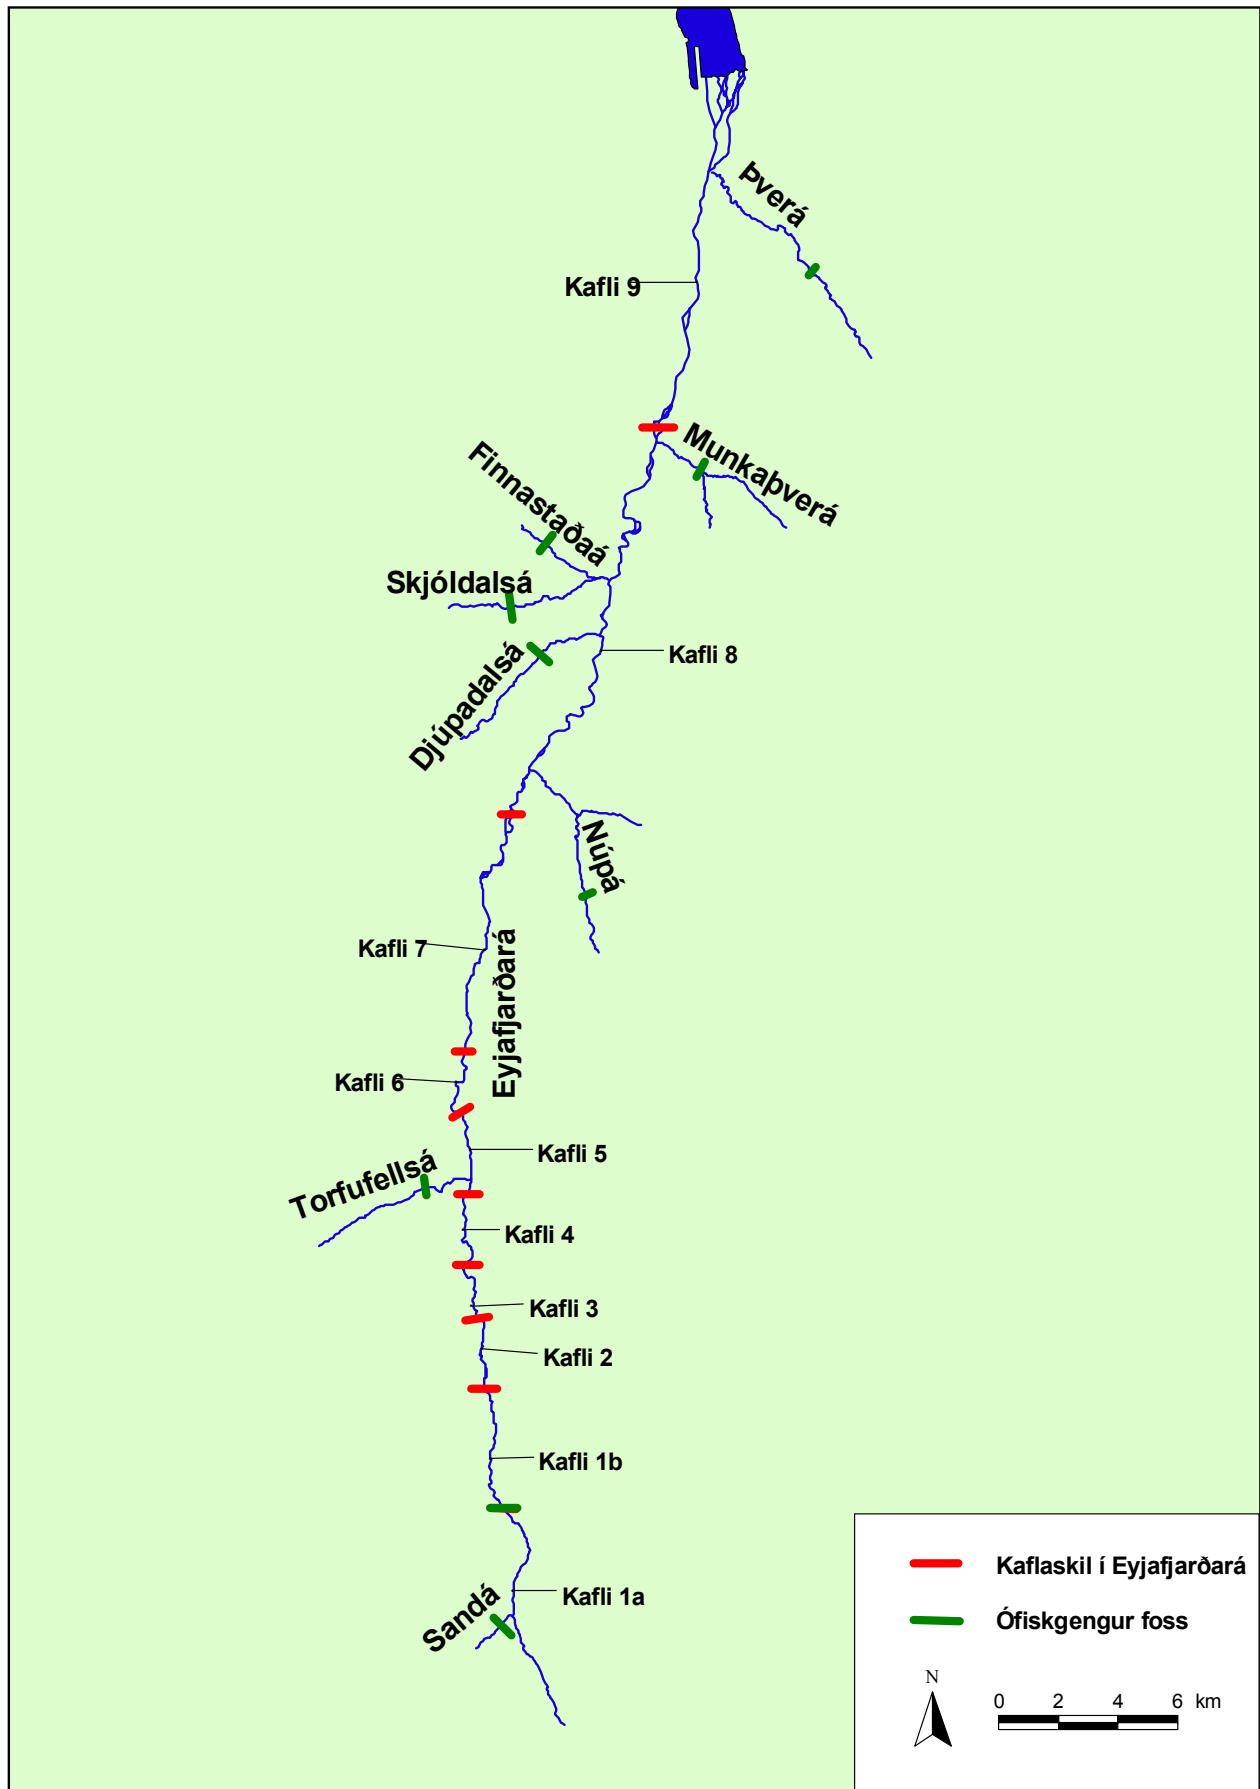 Þverá
Kafli 9
Munkaþverá
Finnastaðaá
Skjóldalsá
Kafli 8
Djúpadalsá
Núpá
Kafli 7
Eyjafjarðará
Kafli 6
Kafli 5
Torfufellsá
Kafli 4
Kafli 3
Kafli 2
Kafli 1b
Kafli 1a
Sandá
Kaflaskil í Eyjafjarðará
Ófiskgengur foss
N
0 2 4 6 km